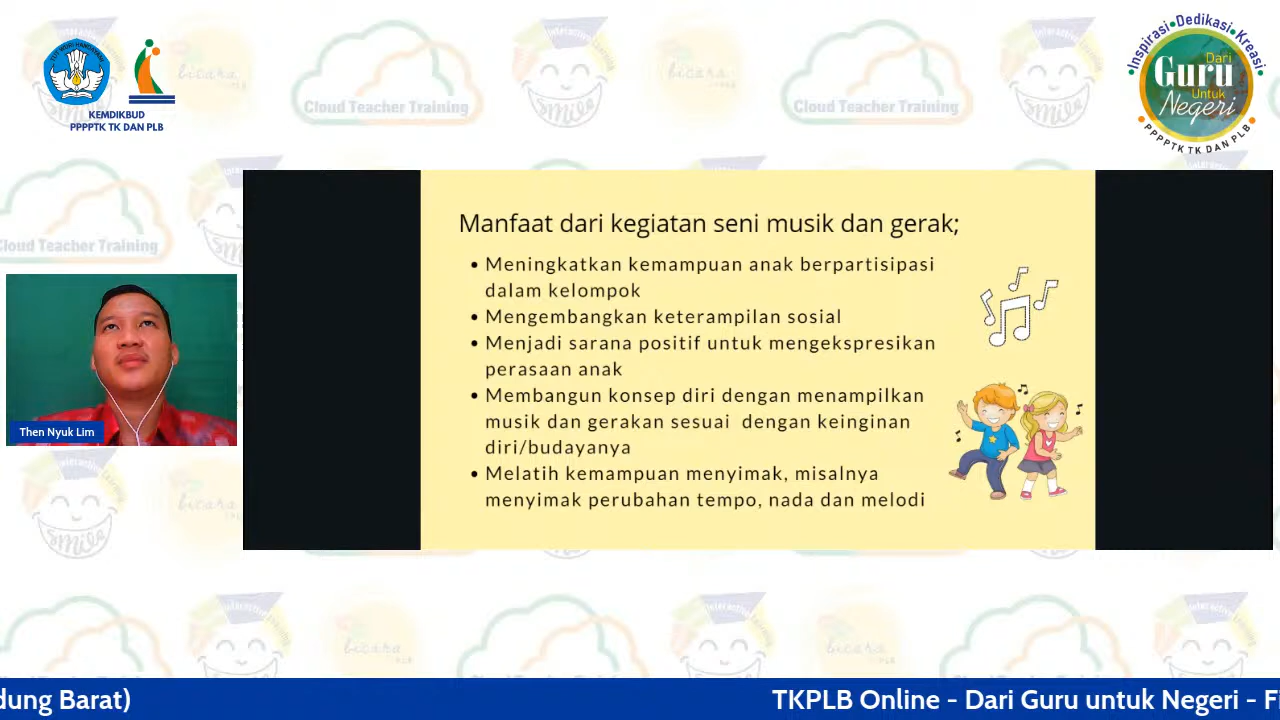 TUT WURI HANDAYANI
KEMDIKBUD
PPPPTK TK DAN PLB
Inspirasi•Dedikasi•Kreasi
Dari
Guru
Untuk
Negeri
PPPPTK TK DAN PLB
Cloud Teacher Training
Cloud Teacher Training
Cloud Teacher Training
Manfaat dari kegiatan seni musik dan gerak;
• Meningkatkan kemampuan anak berpartisipasi
dalam kelompok
• Mengembangkan keterampilan sosial
• Menjadi sarana positif untuk mengekspresikan
perasaan anak
• Membangun konsep diri dengan menampilkan
musik dan gerakan sesuai dengan keinginan
diri/budayanya
• Melatih kemampuan menyimak, misalnya
menyimak perubahan tempo, nada dan melodi
Then Nyuk Lim
dung Barat)
TKPLB Online - Dari Guru untuk Negeri - F